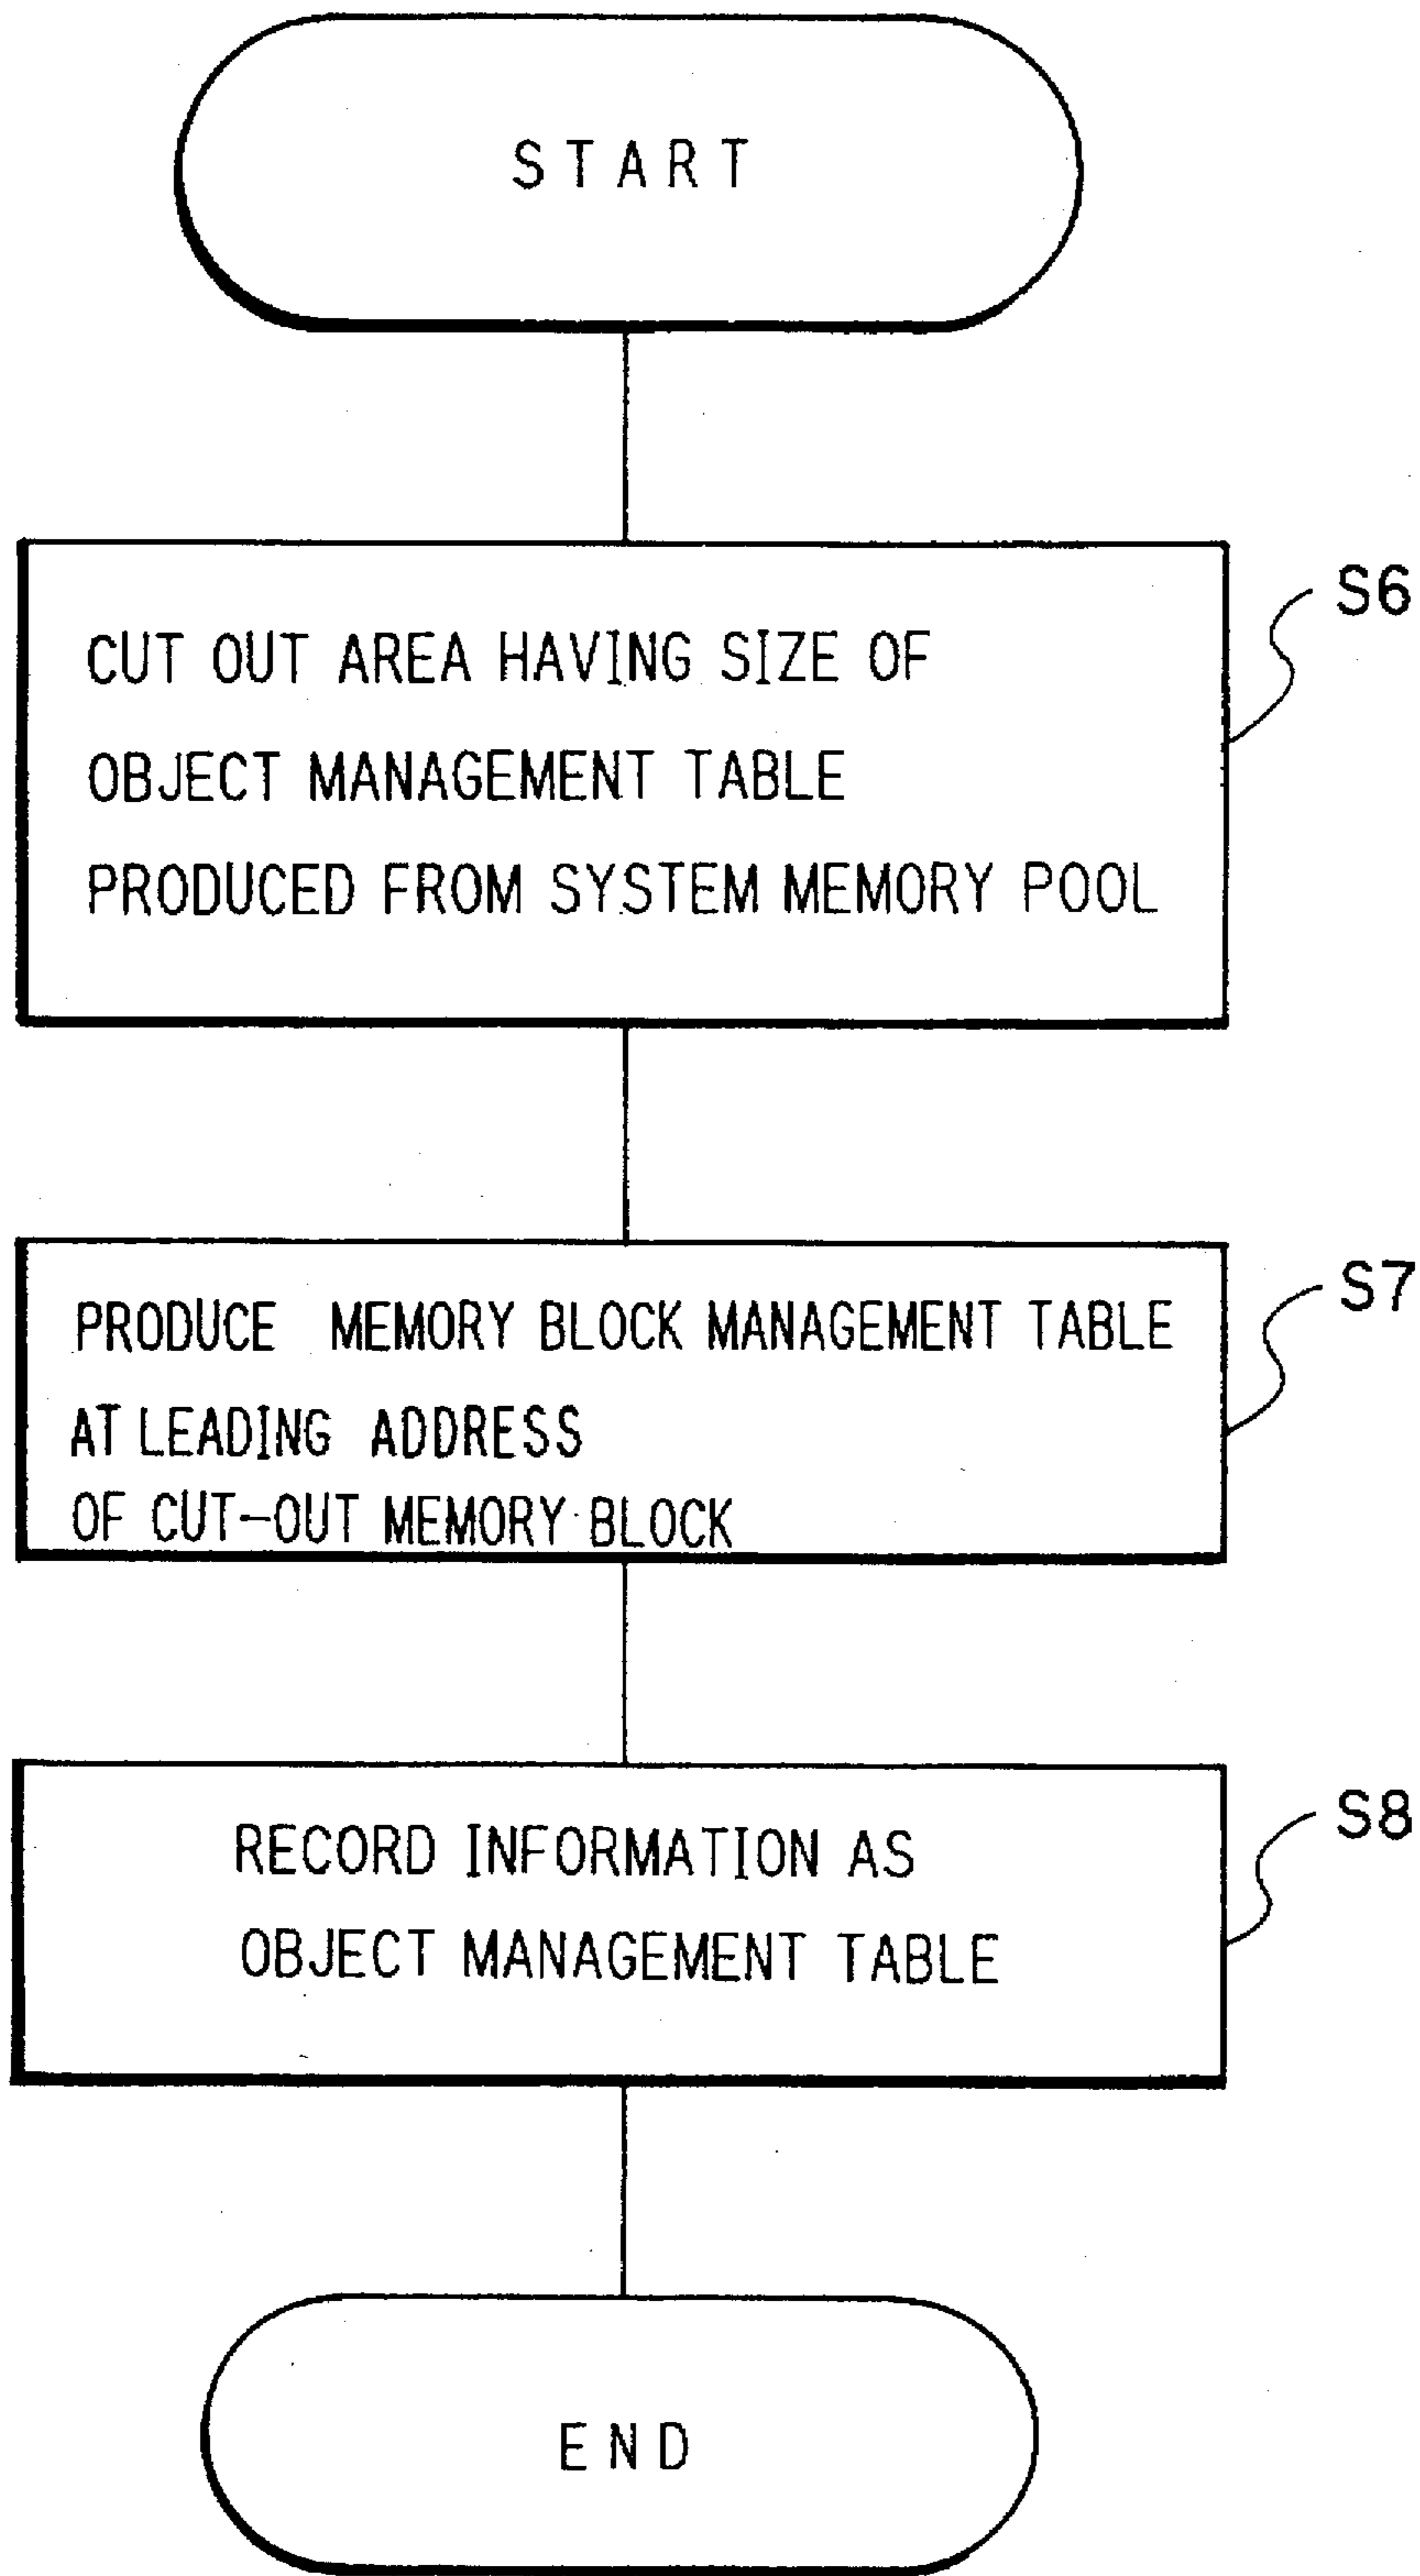 START
S6
CUT OUT AREA HAVING SIZE OF
OBJECT MANAGEMENT TABLE
PRODUCED FROM SYSTEM MEMORY POOL
S7
PRODUCE MEMORY BLOCK MANAGEMENT TABLE
AT LEADING ADDRESS
OF CUT-OUT MEMORY BLOCK
S8
RECORD INFORMATION AS
OBJECT MANAGEMENT TABLE
END